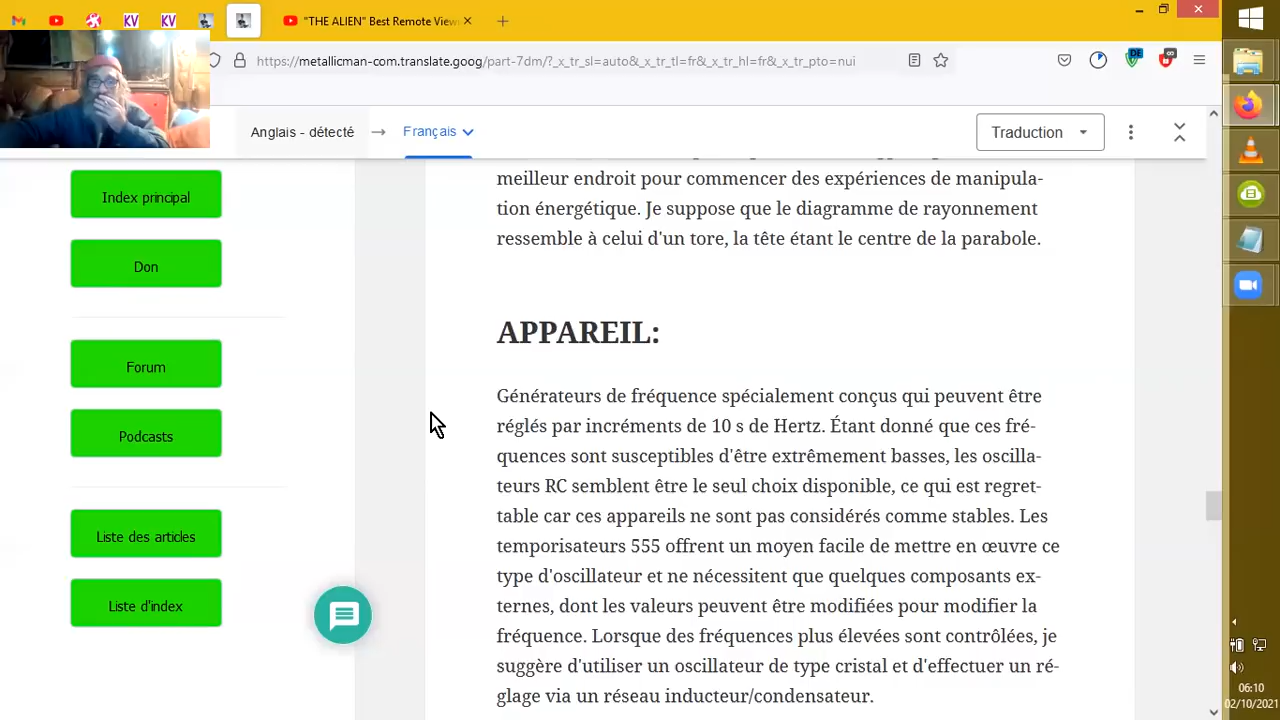 KV
KV
"THE ALIEN" Best Remote View
https://metallicman-com.translate.goog/part-7dny/?_x_tr_sl=auto&_x_tr_tl=fr&_x_tr_hl=fr&_x_tr_pto=nui
DE
Anglais - détecté
Français
Traduction
Index principal
Don
Forum
Podcasts
Liste des articles
Liste d'index
meilleur endroit pour commencer des expériences de manipula-
tion énergétique. Je suppose que le diagramme de rayonnement
ressemble à celui d'un tore, la tête étant le centre de la parabole.
APPAREIL:
Générateurs de fréquence spécialement conçus qui peuvent être
réglés par incréments de 10 s de Hertz. Étant donné que ces fré-
quences sont susceptibles d'être extrêmement basses, les oscilla-
teurs RC semblent être le seul choix disponible, ce qui est regret-
table car ces appareils ne sont pas considérés comme stables. Les
temporisateurs 555 offrent un moyen facile de mettre en œuvre ce
type d'oscillateur et ne nécessitent que quelques composants ex-
ternes, dont les valeurs peuvent être modifiées pour modifier la
fréquence. Lorsque des fréquences plus élevées sont contrôlées, je
suggère d'utiliser un oscillateur de type cristal et d'effectuer un ré-
glage via un réseau inducteur/condensateur.
06:10
02/10/2021